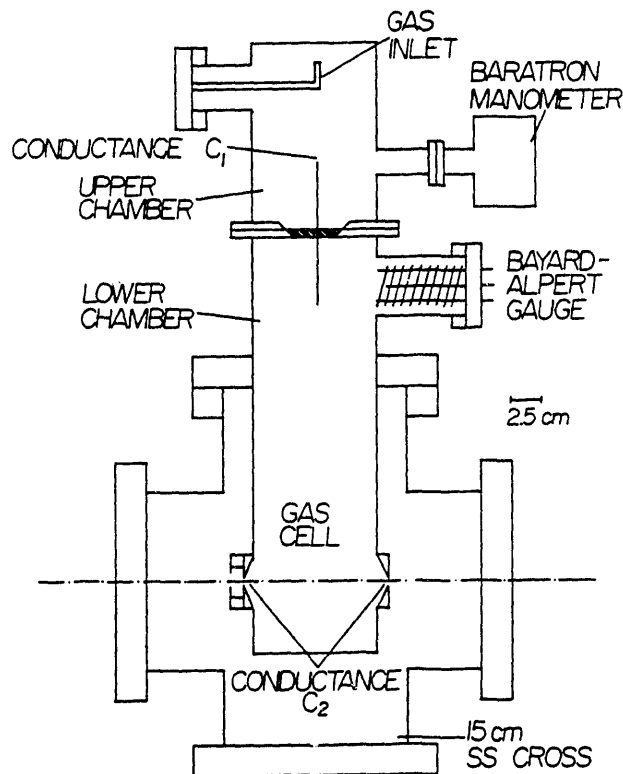 GAS
INLET
BARATRON
MANOMETER
CONDUCTANCE C1
UPPER
CHAMBER
LOWER
CHAMBER
BAYARD-
ALPERT
GAUGE
2.5 cm
GAS
CELL
CONDUCTANCE
C2
15 cm
SS CROSS